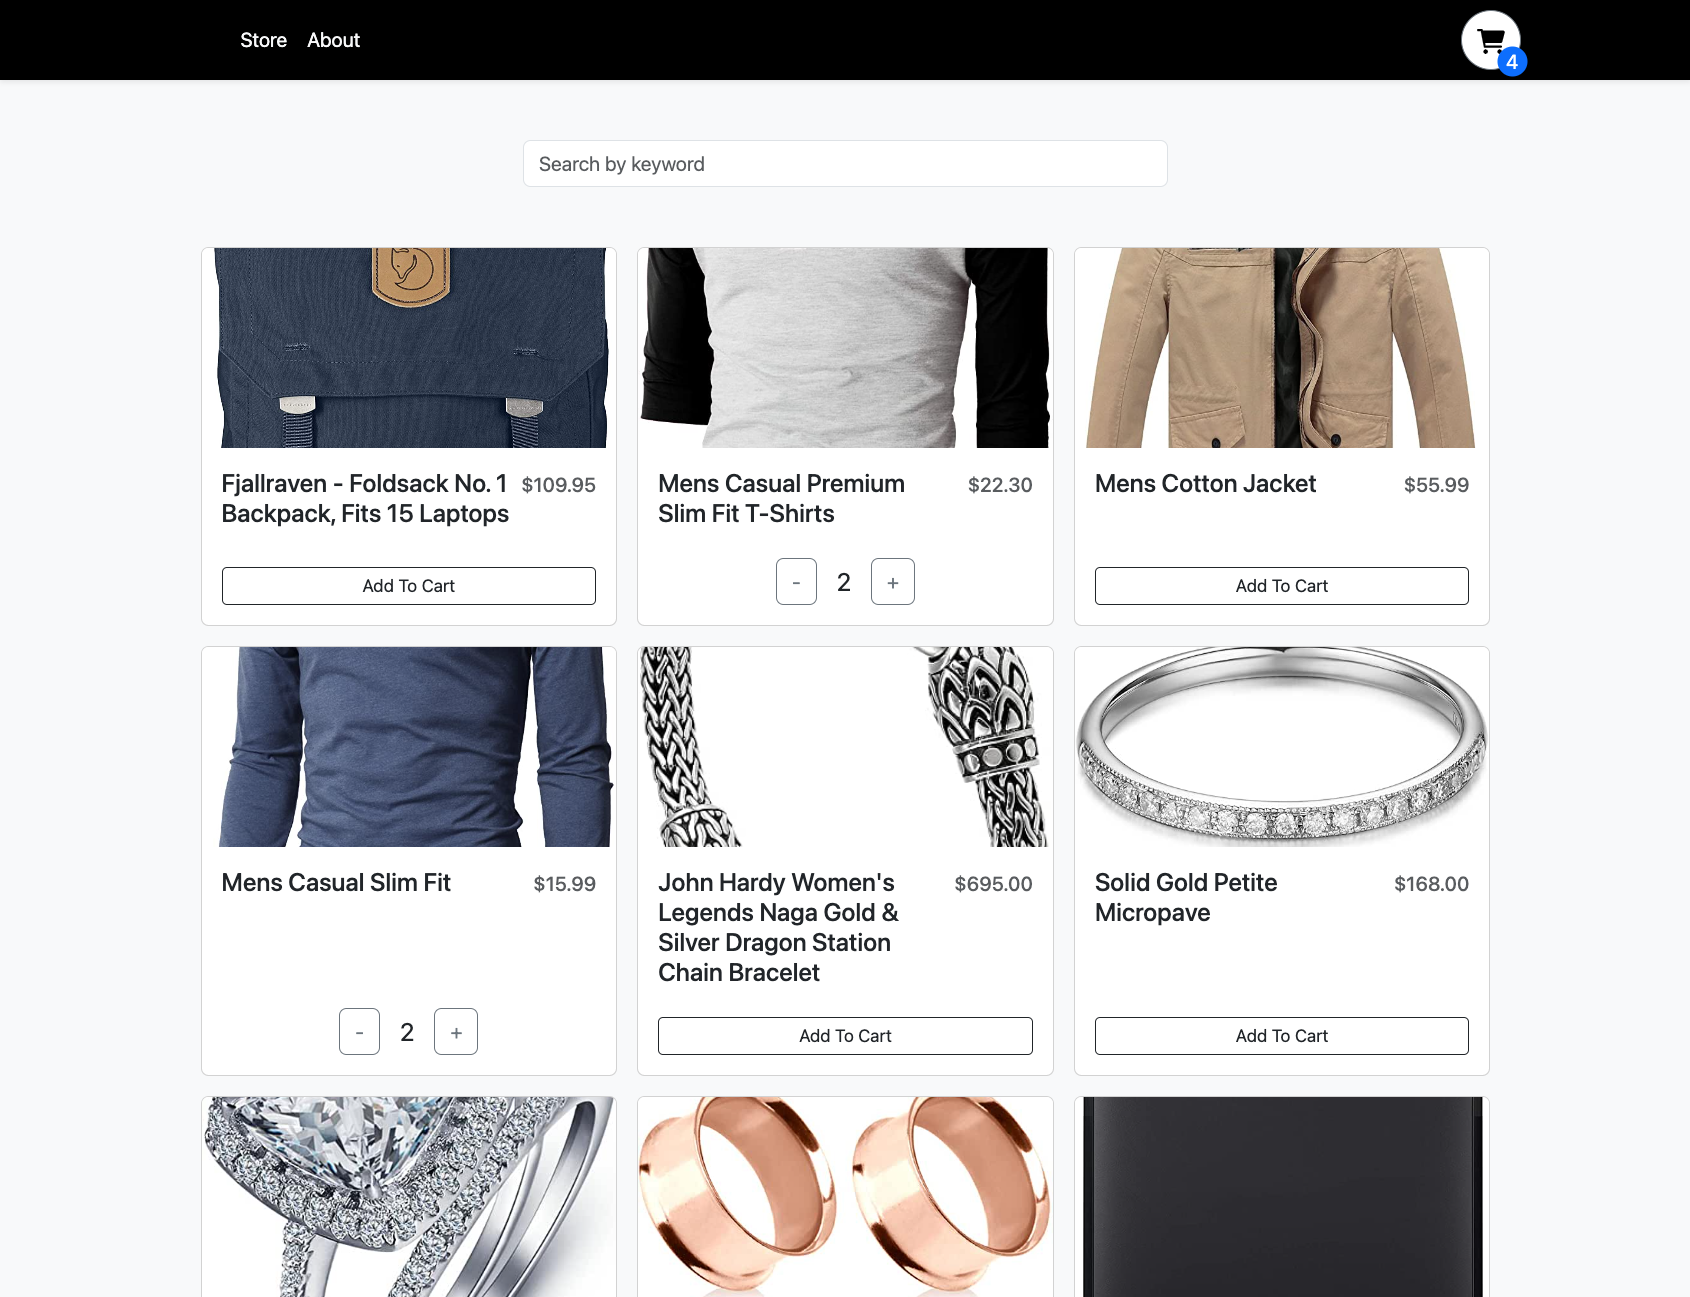 Store About
4
Search by keyword
Fjallraven - Foldsack No. 1 $109.95
Backpack, Fits 15 Laptops
Add To Cart
Mens Casual Premium $22.30
Slim Fit T-Shirts
- 2 +
Mens Cotton Jacket $55.99
Add To Cart
Mens Casual Slim Fit $15.99
- 2 +
John Hardy Women's $695.00
Legends Naga Gold &
Silver Dragon Station
Chain Bracelet
Add To Cart
Solid Gold Petite $168.00
Micropave
Add To Cart